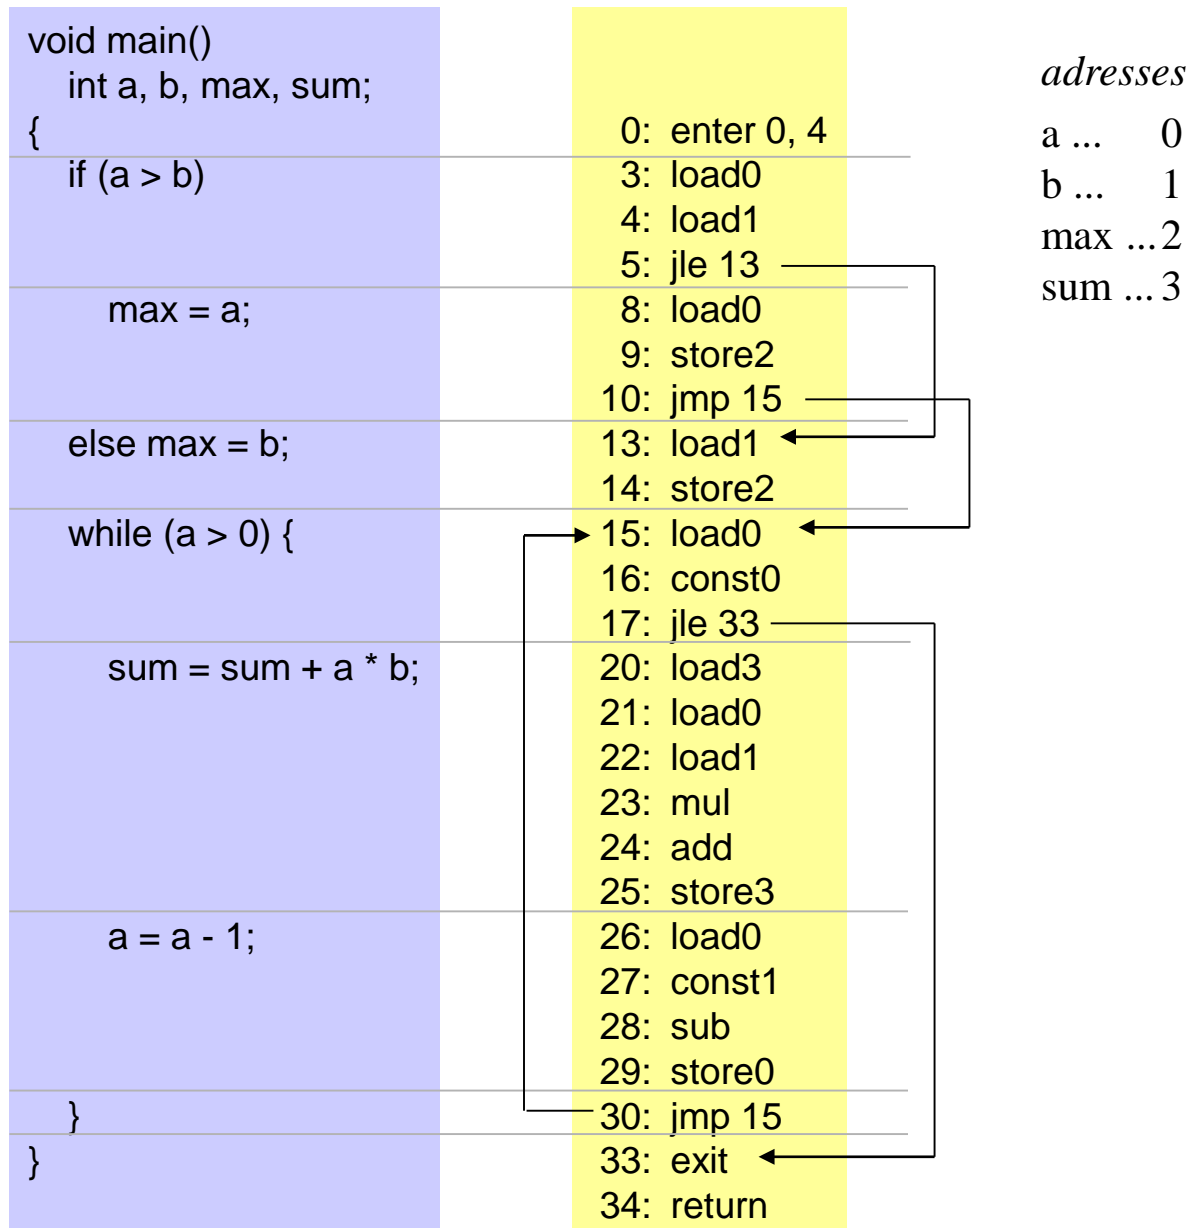 void main()
int a, b, max, sum;
{
0: enter 0, 4
if (a > b)
3: load0
4: load1
5: jle 13
max = a;
8: load0
9: store2
10: jmp 15
else max = b;
13: load1
14: store2
while (a > 0) {
15: load0
16: const0
17: jle 33
sum = sum + a * b;
20: load3
21: load0
22: load1
23: mul
24: add
25: store3
a = a - 1;
26: load0
27: const1
28: sub
29: store0
}
30: jmp 15
}
33: exit
34: return
adresses
a ... 0
b ... 1
max ... 2
sum ... 3